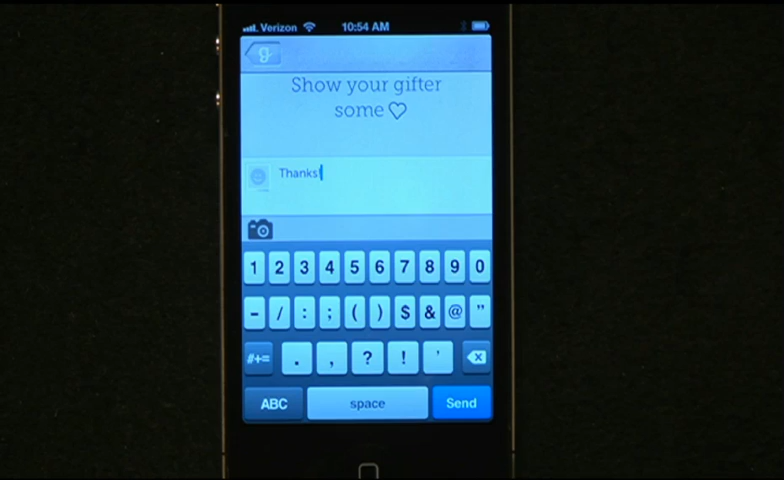 Verizon 10:54 AM
g
Show your gifter
some♡
Thanks!
1 2 3 4 5 6 7 8 9 0
- / : ; ( ) $ & @ "
#+= . , ? ! '
ABC space Send